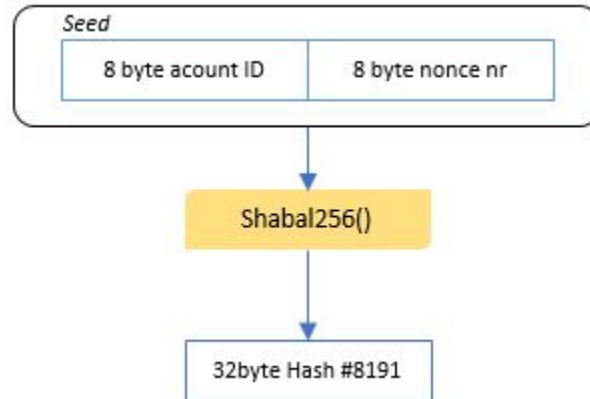 Seed
8 byte acount ID 8 byte nonce nr
Shabal256()
32byte Hash #8191